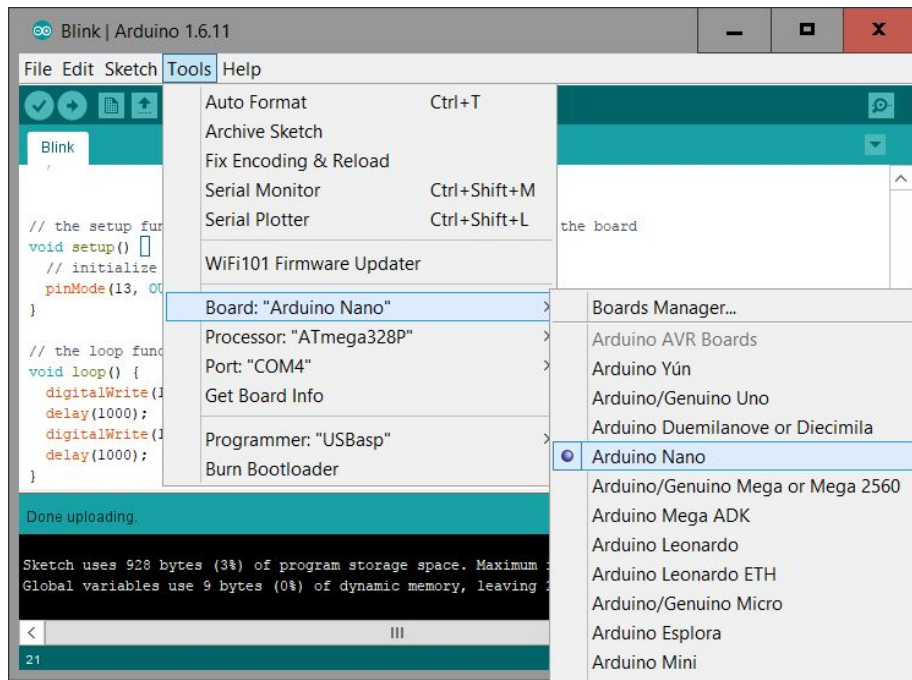 Blink | Arduino 1.6.11
File Edit Sketch Tools Help
Blink
Auto Format Ctrl+T
Archive Sketch
Fix Encoding & Reload
Serial Monitor Ctrl+Shift+M
Serial Plotter Ctrl+Shift+L
WiFi101 Firmware Updater
Board: "Arduino Nano"
Processor: "ATmega328P"
Port: "COM4"
Get Board Info
Programmer: "USBasp"
Burn Bootloader
Boards Manager...
Arduino AVR Boards
Arduino Yún
Arduino/Genuino Uno
Arduino Duemilanove or Diecimila
Arduino Nano
Arduino/Genuino Mega or Mega 2560
Arduino Mega ADK
Arduino Leonardo
Arduino Leonardo ETH
Arduino/Genuino Micro
Arduino Esplora
Arduino Mini
// the setup the board
void setup()
// initialize
pinMode(13,
}
// the loop
void loop() {
digitalWrite(
delay(1000);
digitalWrite(
delay(1000);
}
Done uploading.
Sketch uses 928 bytes (3%) of program storage space. Maximum
Global variables use 9 bytes (0%) of dynamic memory, leaving
21